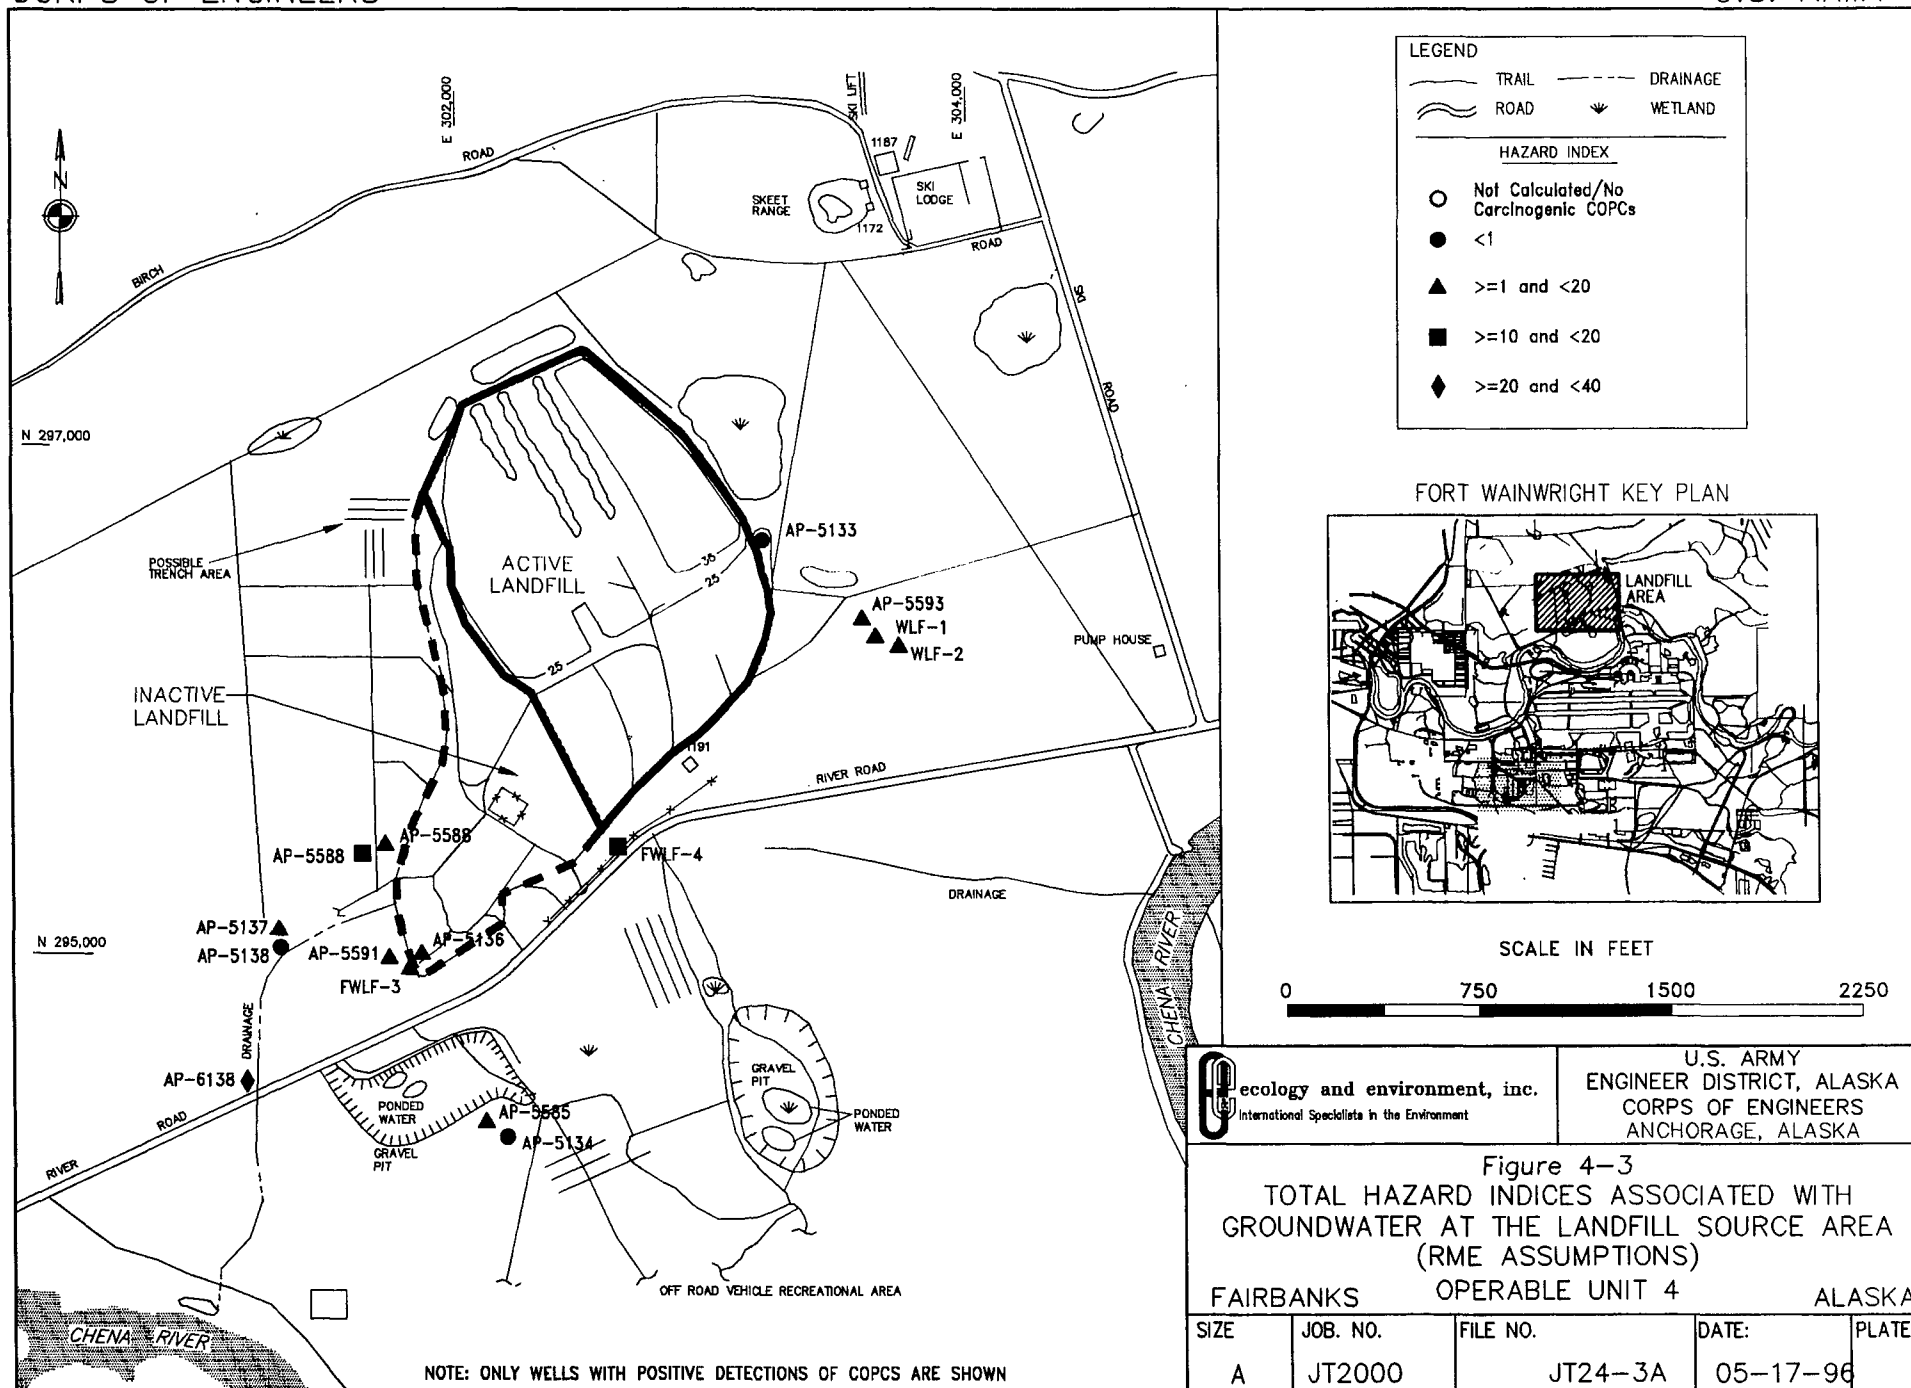 CORPS OF ENGINEERS
U.S. ARMY
E 302,000
SKI LIFT
E 304,000
ROAD
1187
SKI
LODGE
SKEET
RANGE
1172
ROAD
N
BIRCH
SKI
ROAD
N 297,000
POSSIBLE
TRENCH AREA
ACTIVE
LANDFILL
35
25
25
AP-5133
AP-5593
WLF-1
WLF-2
PUMP HOUSE
INACTIVE
LANDFILL
1191
RIVER ROAD
AP-5588
AP-5588
FWLF-4
DRAINAGE
AP-5137
AP-5138
N 295,000
AP-5591
AP-5136
FWLF-3
CHENA RIVER
DRAINAGE
AP-6138
ROAD
RIVER
PONDED
WATER
GRAVEL
PIT
AP-5585
AP-5134
GRAVEL
PIT
PONDED
WATER
OFF ROAD VEHICLE RECREATIONAL AREA
CHENA RIVER
NOTE: ONLY WELLS WITH POSITIVE DETECTIONS OF COPCS ARE SHOWN
LEGEND
TRAIL
DRAINAGE
ROAD
WETLAND
HAZARD INDEX
Not Calculated/No
Carcinogenic COPCs
<1
>=1 and <20
>=10 and <20
>=20 and <40
FORT WAINWRIGHT KEY PLAN
LANDFILL
AREA
SCALE IN FEET
0 750 1500 2250
ecology and environment, inc.
International Specialists in the Environment
U.S. ARMY
ENGINEER DISTRICT, ALASKA
CORPS OF ENGINEERS
ANCHORAGE, ALASKA
Figure 4-3
TOTAL HAZARD INDICES ASSOCIATED WITH
GROUNDWATER AT THE LANDFILL SOURCE AREA
(RME ASSUMPTIONS)
FAIRBANKS OPERABLE UNIT 4 ALASKA
SIZE JOB. NO. FILE NO. DATE: PLATE
A JT2000 JT24-3A 05-17-96